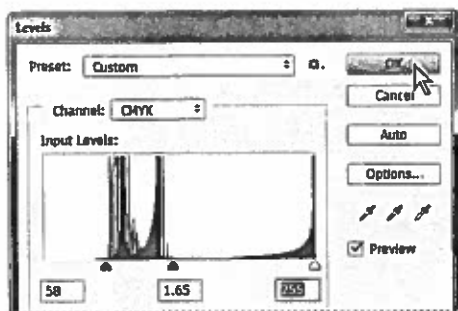 Levels
Preset: Custom
OK
Channel: CMYK
Cancel
Input Levels:
Auto
Options...
Preview
58 1.65 255